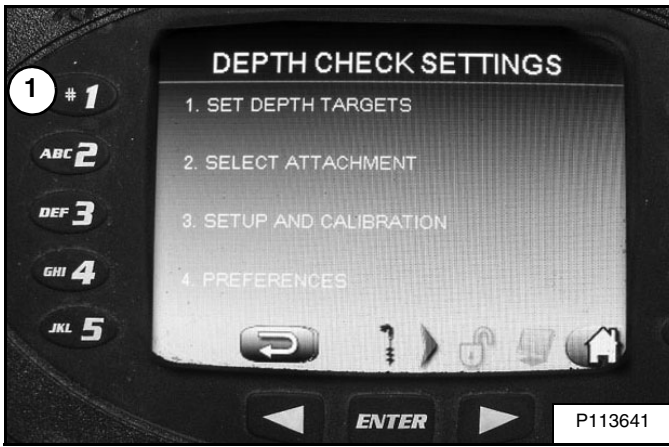 DEPTH CHECK SETTINGS
1
# 1
1. SET DEPTH TARGETS
ABC 2
2. SELECT ATTACHMENT
DEF 3
3. SETUP AND CALIBRATION
GHI 4
4. PREFERENCES
JKL 5
ENTER
P113641